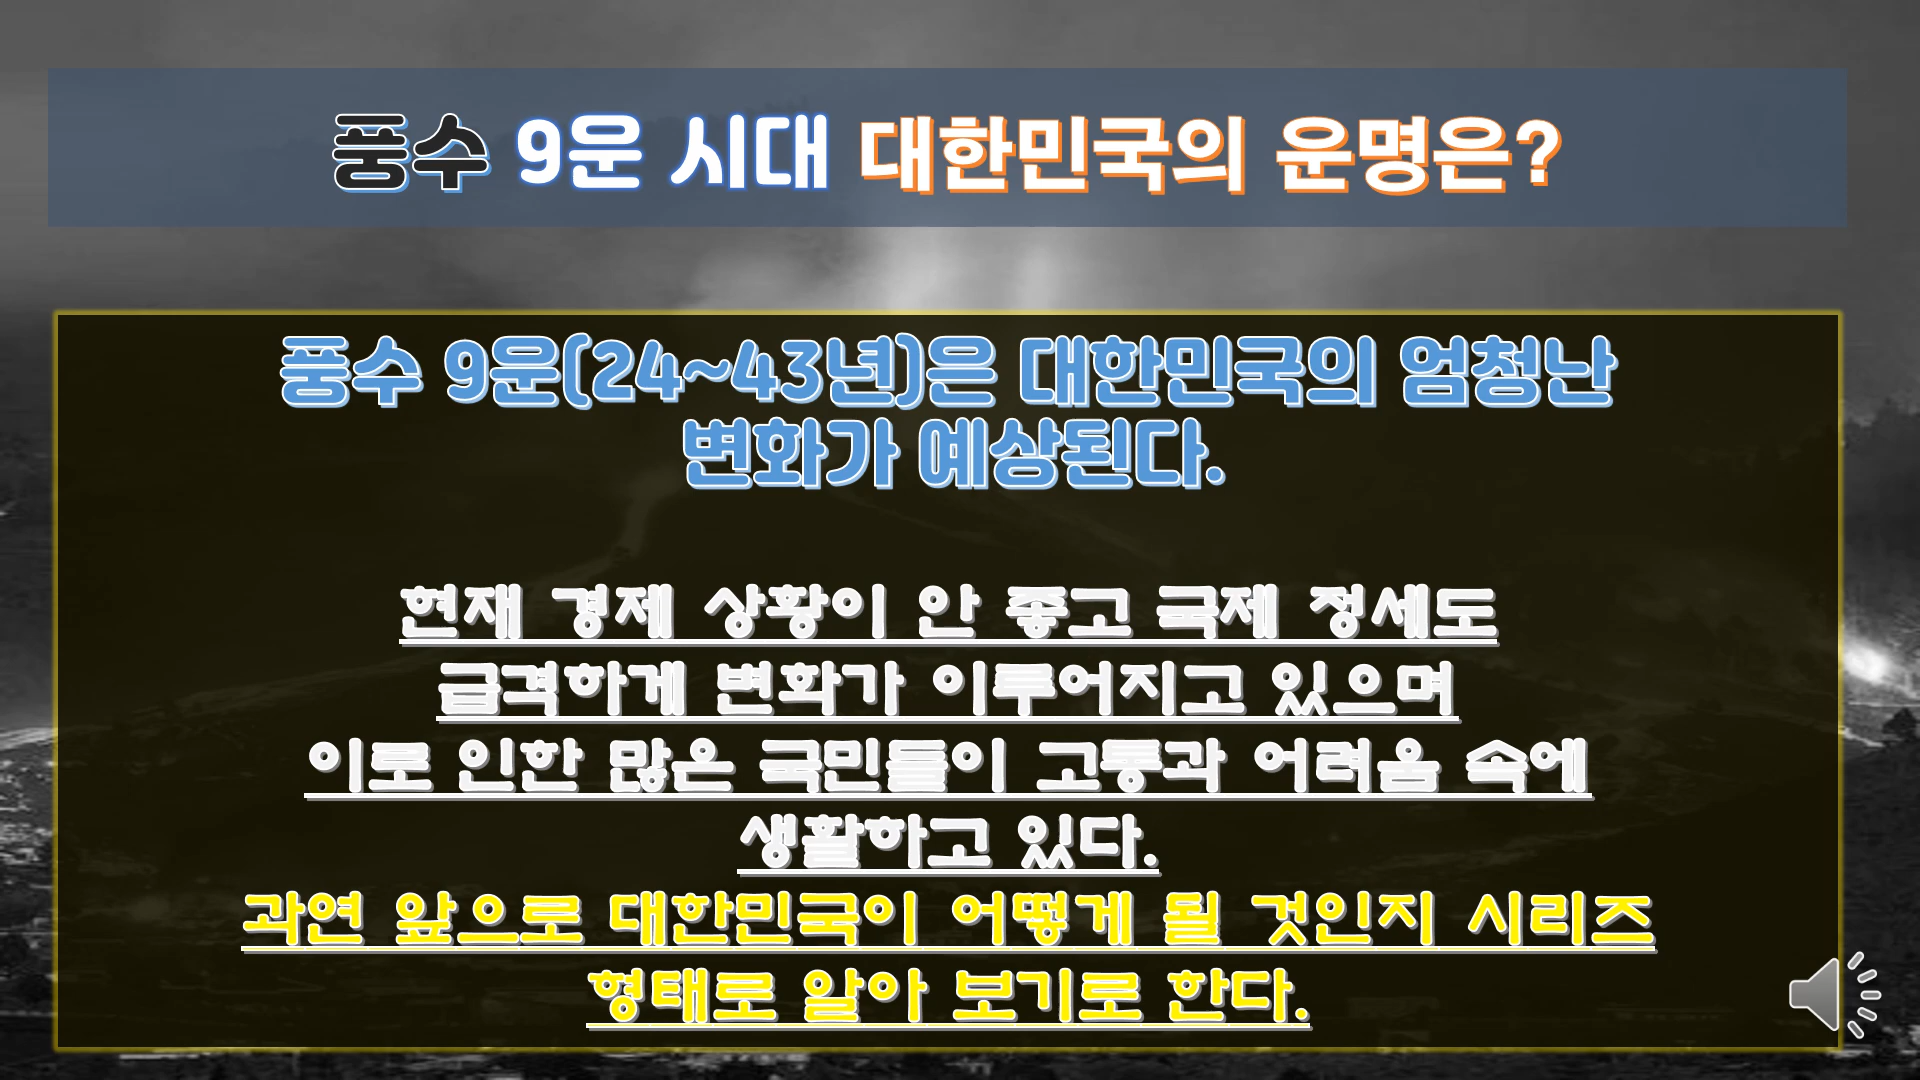 풍수 9운 시대 대한민국의 운명은?
풍수 9운(24~43년)은 대한민국의 엄청난
변화가 예상된다.
현재 경제 상황이 안 좋고 국제 정세도
급격하게 변화가 이루어지고 있으며
이로 인한 많은 국민들이 고통과 어려움 속에
생활하고 있다.
과연 앞으로 대한민국이 어떻게 될 것인지 시리즈
형태로 알아 보기로 한다.